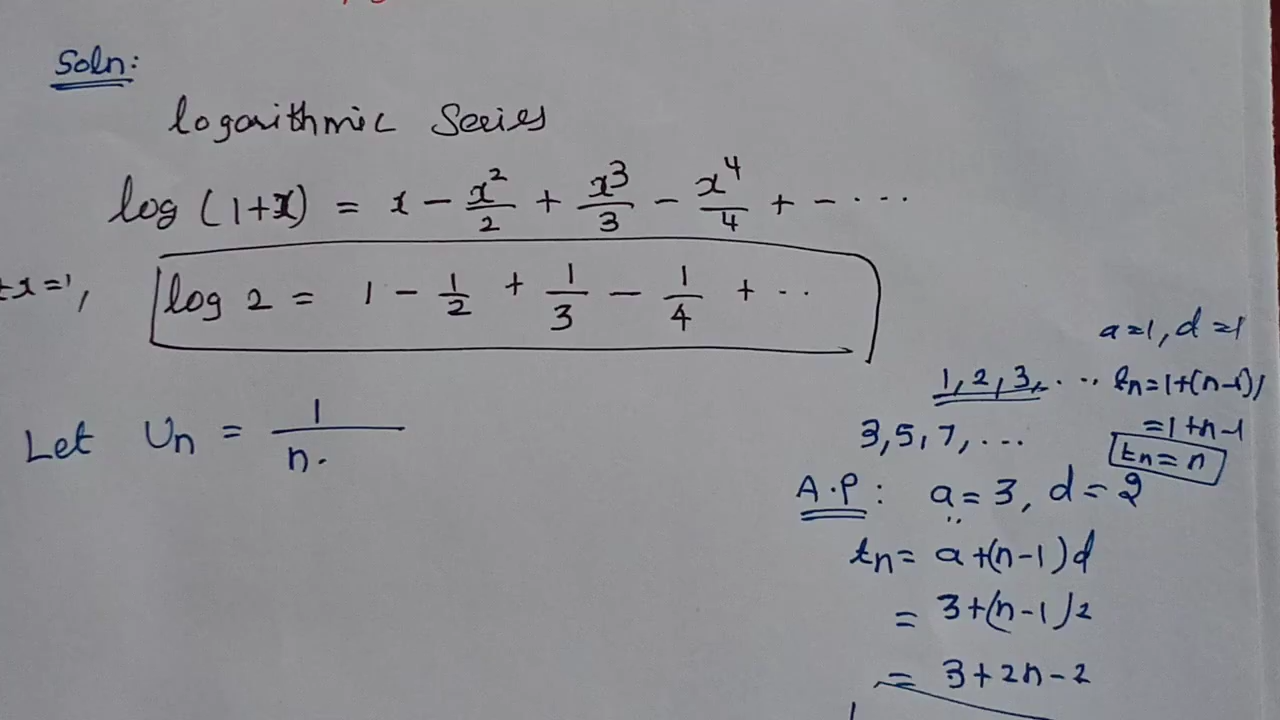 Soln:
logarithmic Series
log (1+x) = x - x²/2 + x³/3 - x⁴/4 + - ...
x=1, log 2 = 1 - 1/2 + 1/3 - 1/4 + ..
a=1, d=1
1, 2, 3, ... tn=1+(n-1)1
=1+n-1
tn=n
3, 5, 7, ...
Let Un = 1/n.
A.P: a=3, d=2
tn= a+(n-1)d
= 3+(n-1)2
= 3+2n-2